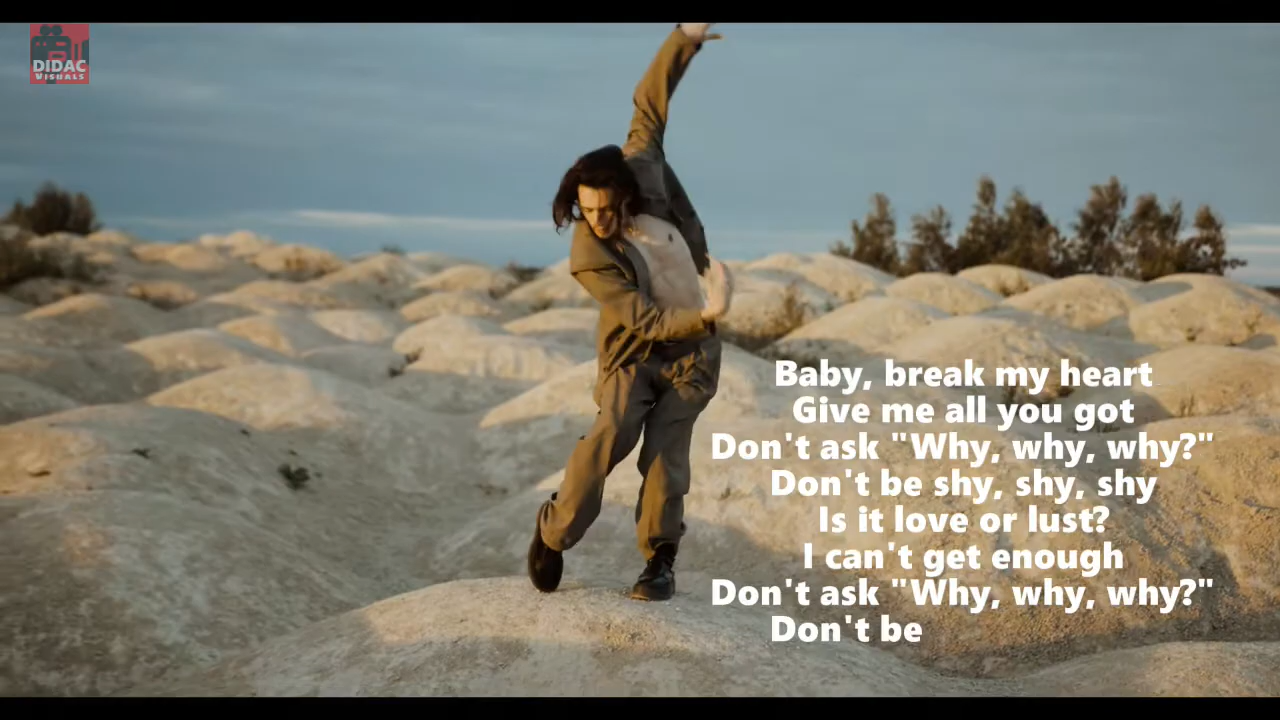 DIDAC
VISUALS
Baby, break my heart
Give me all you got
Don't ask "Why, why, why?"
Don't be shy, shy, shy
Is it love or lust?
I can't get enough
Don't ask "Why, why, why?"
Don't be